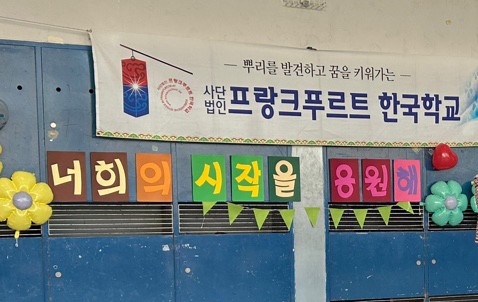 — 뿌리를 발견하고 꿈을 키워가는 —
사단법인 프랑크푸르트 한국학교
너희의 시작을 응원해